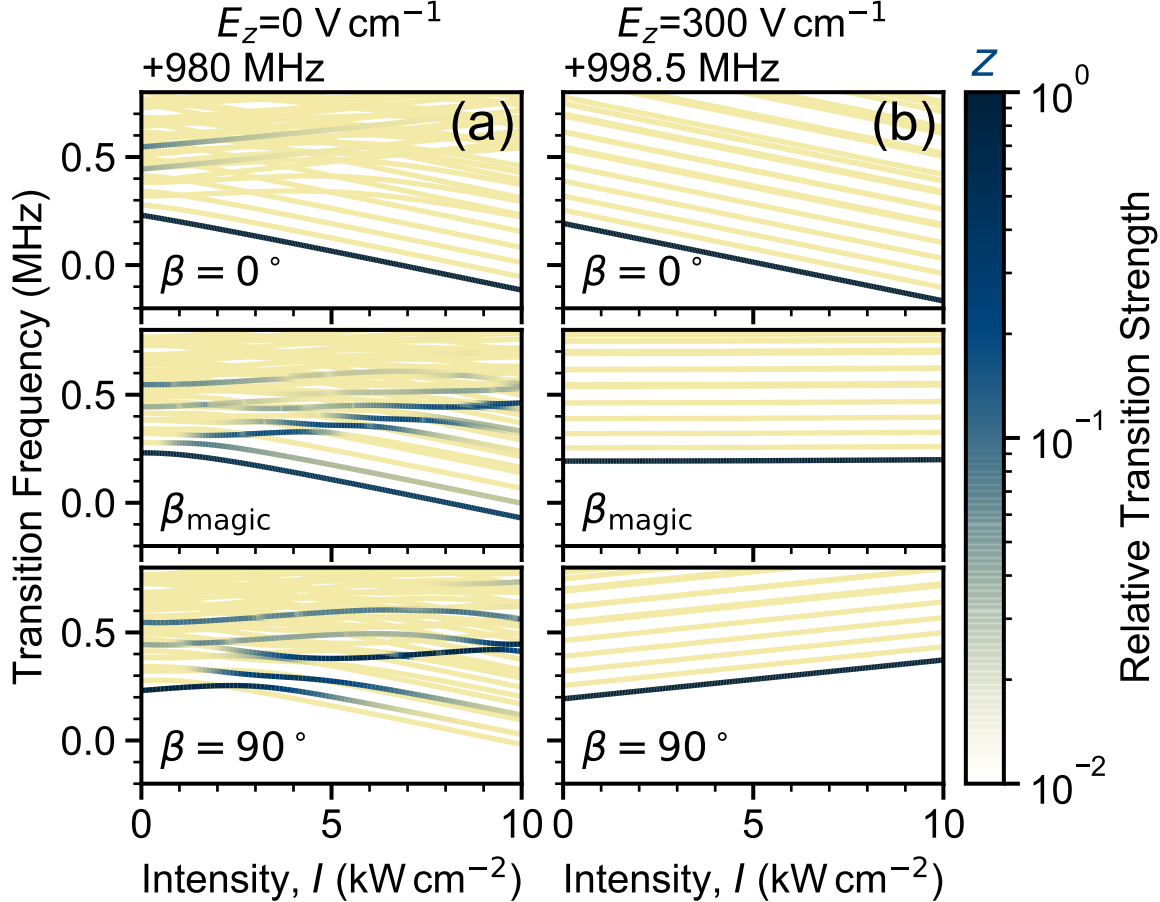 E_z=0 V cm⁻¹
+980 MHz
E_z=300 V cm⁻¹
+998.5 MHz
z
(a)
(b)
β = 0°
β = 0°
β_magic
β_magic
β = 90°
β = 90°
0.5
0.0
0.5
0.0
0.5
0.0
0
5
10
0
5
10
Transition Frequency (MHz)
Intensity, I (kW cm⁻²)
Intensity, I (kW cm⁻²)
10⁰
10⁻¹
10⁻²
Relative Transition Strength